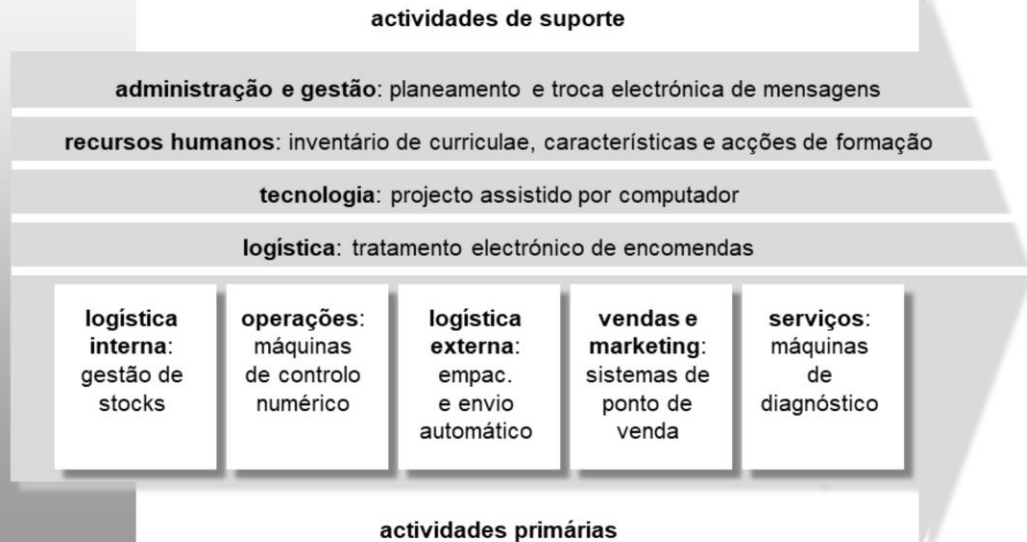 actividades de suporte
administração e gestão: planeamento e troca electrónica de mensagens
recursos humanos: inventário de curriculae, características e acções de formação
tecnologia: projecto assistido por computador
logística: tratamento electrónico de encomendas
logística
interna:
gestão de
stocks
operações:
máquinas
de controlo
numérico
logística
externa:
empac.
e envio
automático
vendas e
marketing:
sistemas de
ponto de
venda
serviços:
máquinas
de
diagnóstico
actividades primárias